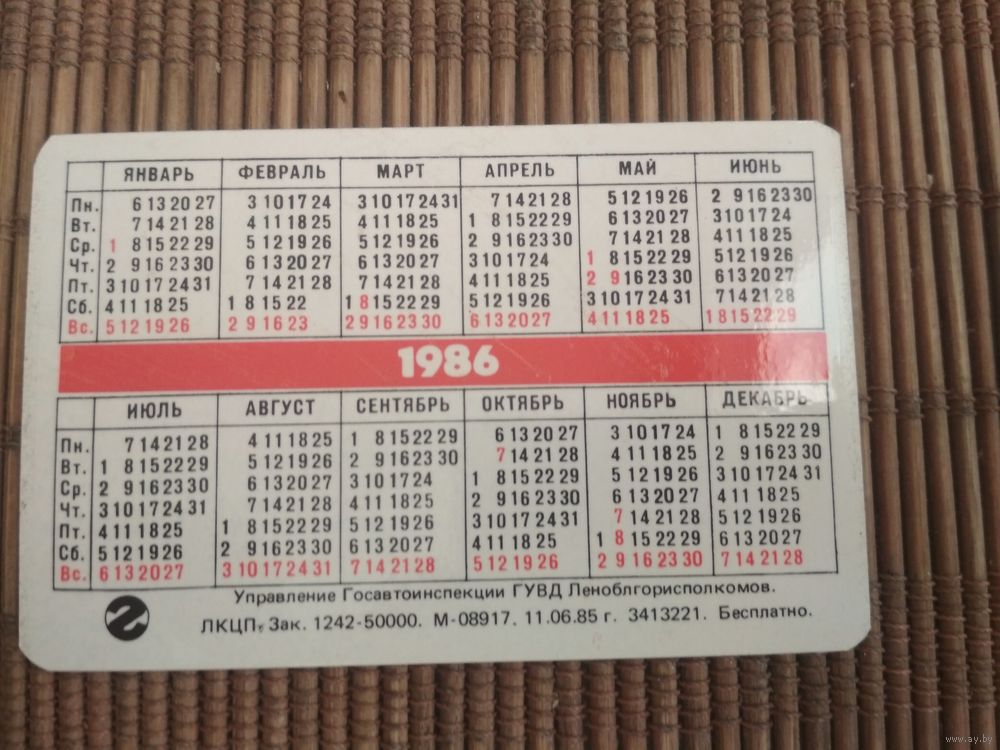 ЯНВАРЬ ФЕВРАЛЬ МАРТ АПРЕЛЬ МАЙ ИЮНЬ
Пн. 6 13 20 27 3 10 17 24 3 10 17 24 31 7 14 21 28 5 12 19 26 2 9 16 23 30
Вт. 7 14 21 28 4 11 18 25 4 11 18 25 1 8 15 22 29 6 13 20 27 3 10 17 24
Ср. 1 8 15 22 29 5 12 19 26 5 12 19 26 2 9 16 23 30 7 14 21 28 4 11 18 25
Чт. 2 9 16 23 30 6 13 20 27 6 13 20 27 3 10 17 24 1 8 15 22 29 5 12 19 26
Пт. 3 10 17 24 31 7 14 21 28 7 14 21 28 4 11 18 25 2 9 16 23 30 6 13 20 27
Сб. 4 11 18 25 1 8 15 22 1 8 15 22 29 5 12 19 26 3 10 17 24 31 7 14 21 28
Вс. 5 12 19 26 2 9 16 23 2 9 16 23 30 6 13 20 27 4 11 18 25 1 8 15 22 29
1986
ИЮЛЬ АВГУСТ СЕНТЯБРЬ ОКТЯБРЬ НОЯБРЬ ДЕКАБРЬ
Пн. 7 14 21 28 4 11 18 25 1 8 15 22 29 6 13 20 27 3 10 17 24 1 8 15 22 29
Вт. 1 8 15 22 29 5 12 19 26 2 9 16 23 30 7 14 21 28 4 11 18 25 2 9 16 23 30
Ср. 2 9 16 23 30 6 13 20 27 3 10 17 24 1 8 15 22 29 5 12 19 26 3 10 17 24 31
Чт. 3 10 17 24 31 7 14 21 28 4 11 18 25 2 9 16 23 30 6 13 20 27 4 11 18 25
Пт. 4 11 18 25 1 8 15 22 29 5 12 19 26 3 10 17 24 31 7 14 21 28 5 12 19 26
Сб. 5 12 19 26 2 9 16 23 30 6 13 20 27 4 11 18 25 1 8 15 22 29 6 13 20 27
Вс. 6 13 20 27 3 10 17 24 31 7 14 21 28 5 12 19 26 2 9 16 23 30 7 14 21 28
Управление Госавтоинспекции ГУВД Леноблгорисполкомов.
ЛКЦП, Зак. 1242-50000. М-08917. 11.06.85 г. 3413221. Бесплатно.
www.ay.by